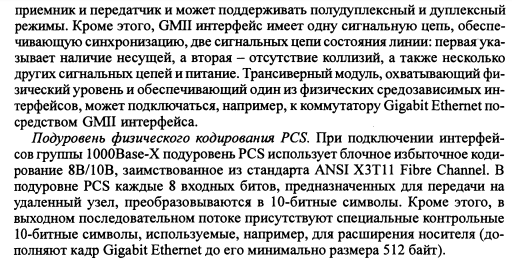 приемник и передатчик и может поддерживать полудуплексный и дуплексный
режимы. Кроме этого, GMII интерфейс имеет одну сигнальную цепь, обеспе-
чивающую синхронизацию, две сигнальных цепи состояния линии: первая ука-
зывает наличие несущей, а вторая – отсутствие коллизий, а также несколько
других сигнальных цепей и питание. Трансиверный модуль, охватывающий фи-
зический уровень и обеспечивающий один из физических средозависимых ин-
терфейсов, может подключаться, например, к коммутатору Gigabit Ethernet по-
средством GMII интерфейса.
Подуровень физического кодирования PCS. При подключении интерфей-
сов группы 1000Base-X подуровень PCS использует блочное избыточное коди-
рование 8B/10B, заимствованное из стандарта ANSI X3T11 Fibre Channel. В
подуровне PCS каждые 8 входных битов, предназначенных для передачи на
удаленный узел, преобразовываются в 10-битные символы. Кроме этого, в
выходном последовательном потоке присутствуют специальные контрольные
10-битные символы, используемые, например, для расширения носителя (до-
полняют кадр Gigabit Ethernet до его минимально размера 512 байт).